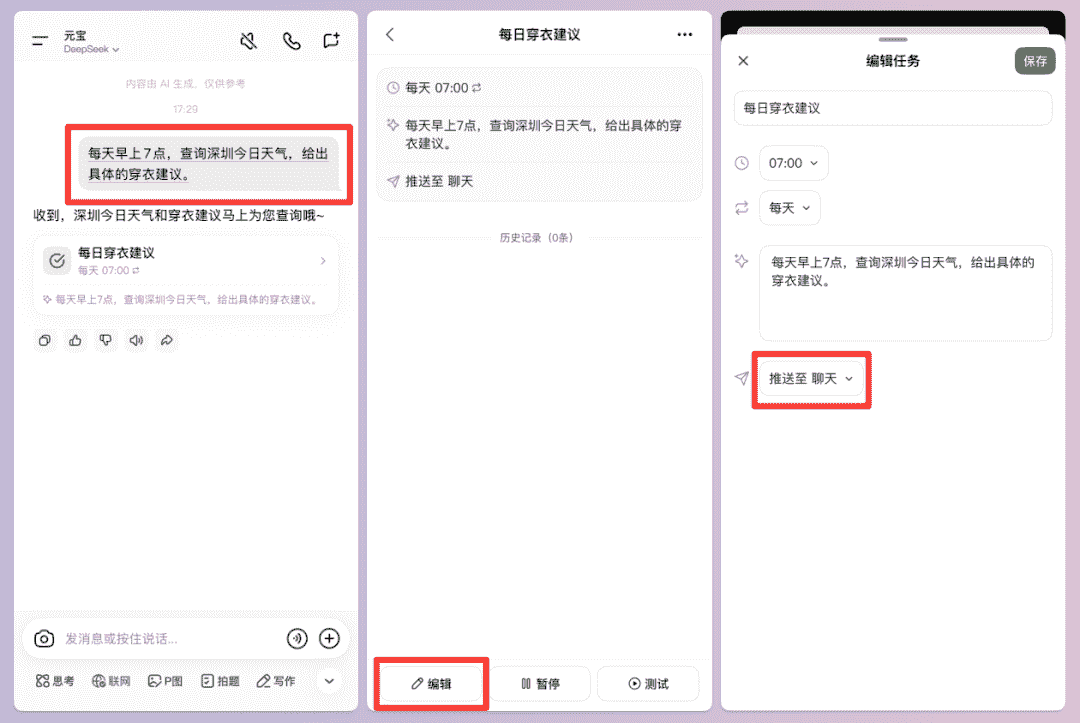 元宝
DeepSeek
内容由 AI 生成，仅供参考
17:29
每天早上7点，查询深圳今日天气，给出
具体的穿衣建议。
收到，深圳今日天气和穿衣建议马上为您查询哦~
每日穿衣建议
每天 07:00
每天早上7点，查询深圳今日天气，给出具体的穿衣建议。
发消息或按住说话...
思考
联网
P图
拍题
写作
每日穿衣建议
每天 07:00
每天早上7点，查询深圳今日天气，给出具体的穿
衣建议。
推送至 聊天
历史记录（0条）
编辑
暂停
测试
编辑任务
保存
每日穿衣建议
07:00
每天
每天早上7点，查询深圳今日天气，给出具体的
穿衣建议。
推送至 聊天